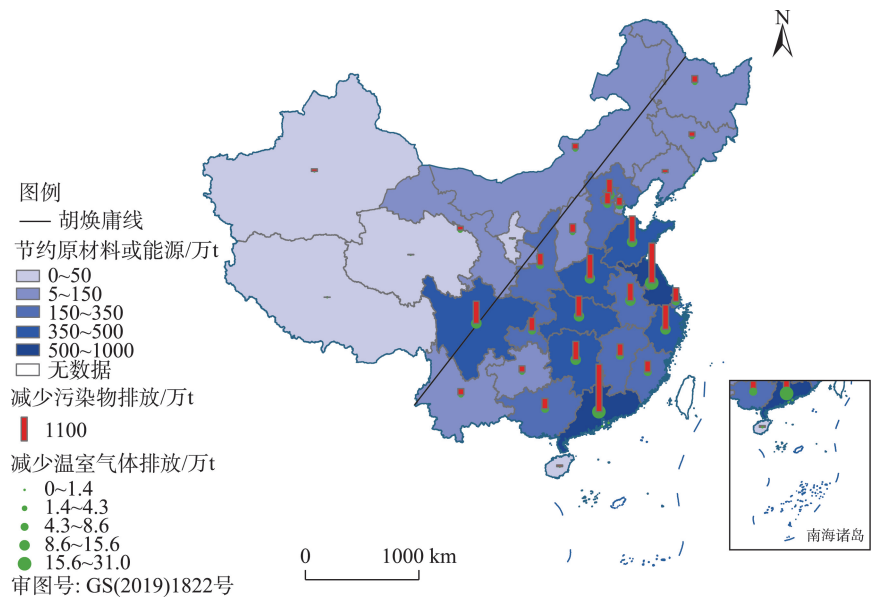 N
图例
胡焕庸线
节约原材料或能源/万t
0~50
5~150
150~350
350~500
500~1000
无数据
减少污染物排放/万t
1100
减少温室气体排放/万t
0~1.4
1.4~4.3
4.3~8.6
8.6~15.6
15.6~31.0
审图号: GS(2019)1822号
0 1000 km
南海诸岛